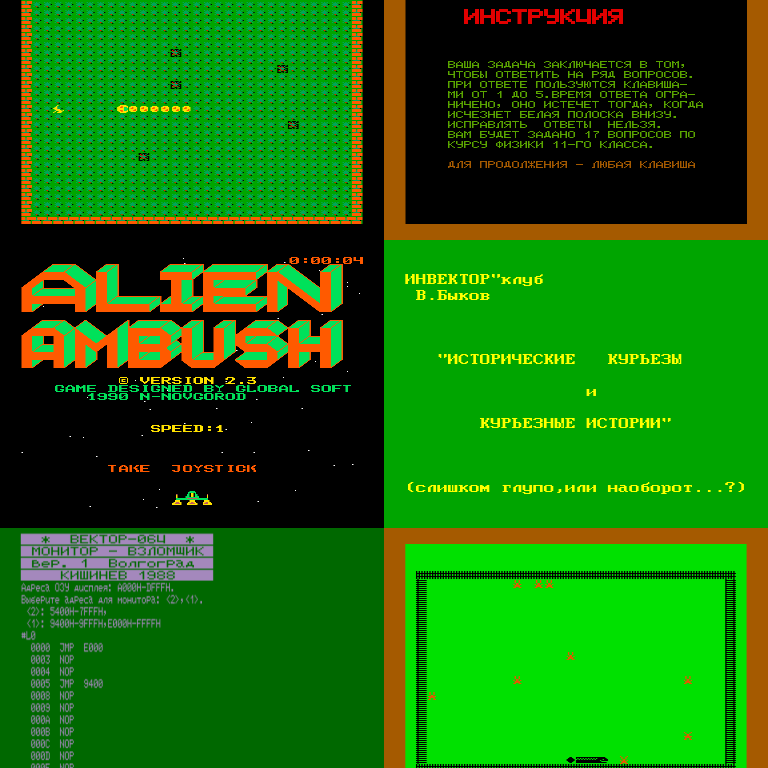 ИНСТРУКЦИЯ
ВАША ЗАДАЧА ЗАКЛЮЧАЕТСЯ В ТОМ,
ЧТОБЫ ОТВЕТИТЬ НА РЯД ВОПРОСОВ.
ПРИ ОТВЕТЕ ПОЛЬЗУЮТСЯ КЛАВИША-
МИ ОТ 1 ДО 5.ВРЕМЯ ОТВЕТА ОГРА-
НИЧЕНО, ОНО ИСТЕЧЕТ ТОГДА, КОГДА
ИСЧЕЗНЕТ БЕЛАЯ ПОЛОСКА ВНИЗУ.
ИСПРАВЛЯТЬ ОТВЕТЫ НЕЛЬЗЯ.
ВАМ БУДЕТ ЗАДАНО 17 ВОПРОСОВ ПО
КУРСУ ФИЗИКИ 11-ГО КЛАССА.
ДЛЯ ПРОДОЛЖЕНИЯ - ЛЮБАЯ КЛАВИША
0:00:04
ALIEN
AMBUSH
© VERSION 2.3
GAME DESIGNED BY GLOBAL SOFT
1990 N-NOVGOROD
SPEED:1
TAKE JOYSTICK
ИНВЕКТОР"клуб
В.Быков
"ИСТОРИЧЕСКИЕ КУРЬЕЗЫ
и
КУРЬЕЗНЫЕ ИСТОРИИ"
(слишком глупо,или наоборот...?)
* ВЕКТОР-06Ц *
МОНИТОР - ВЗЛОМЩИК
Вер. 1 Волгоград
КИШИНЕВ 1988
Адреса ОЗУ дисплея: A000H-DFFFH.
Выберите адреса для монитора: (2),(1).
(2): 5400H-7FFFH,
(1): 9400H-9FFFH,E000H-FFFFH
*L0
0000 JMP E000
0003 NOP
0004 NOP
0005 JMP 9400
0008 NOP
0009 NOP
000A NOP
000B NOP
000C NOP
000D NOP
000E NOP